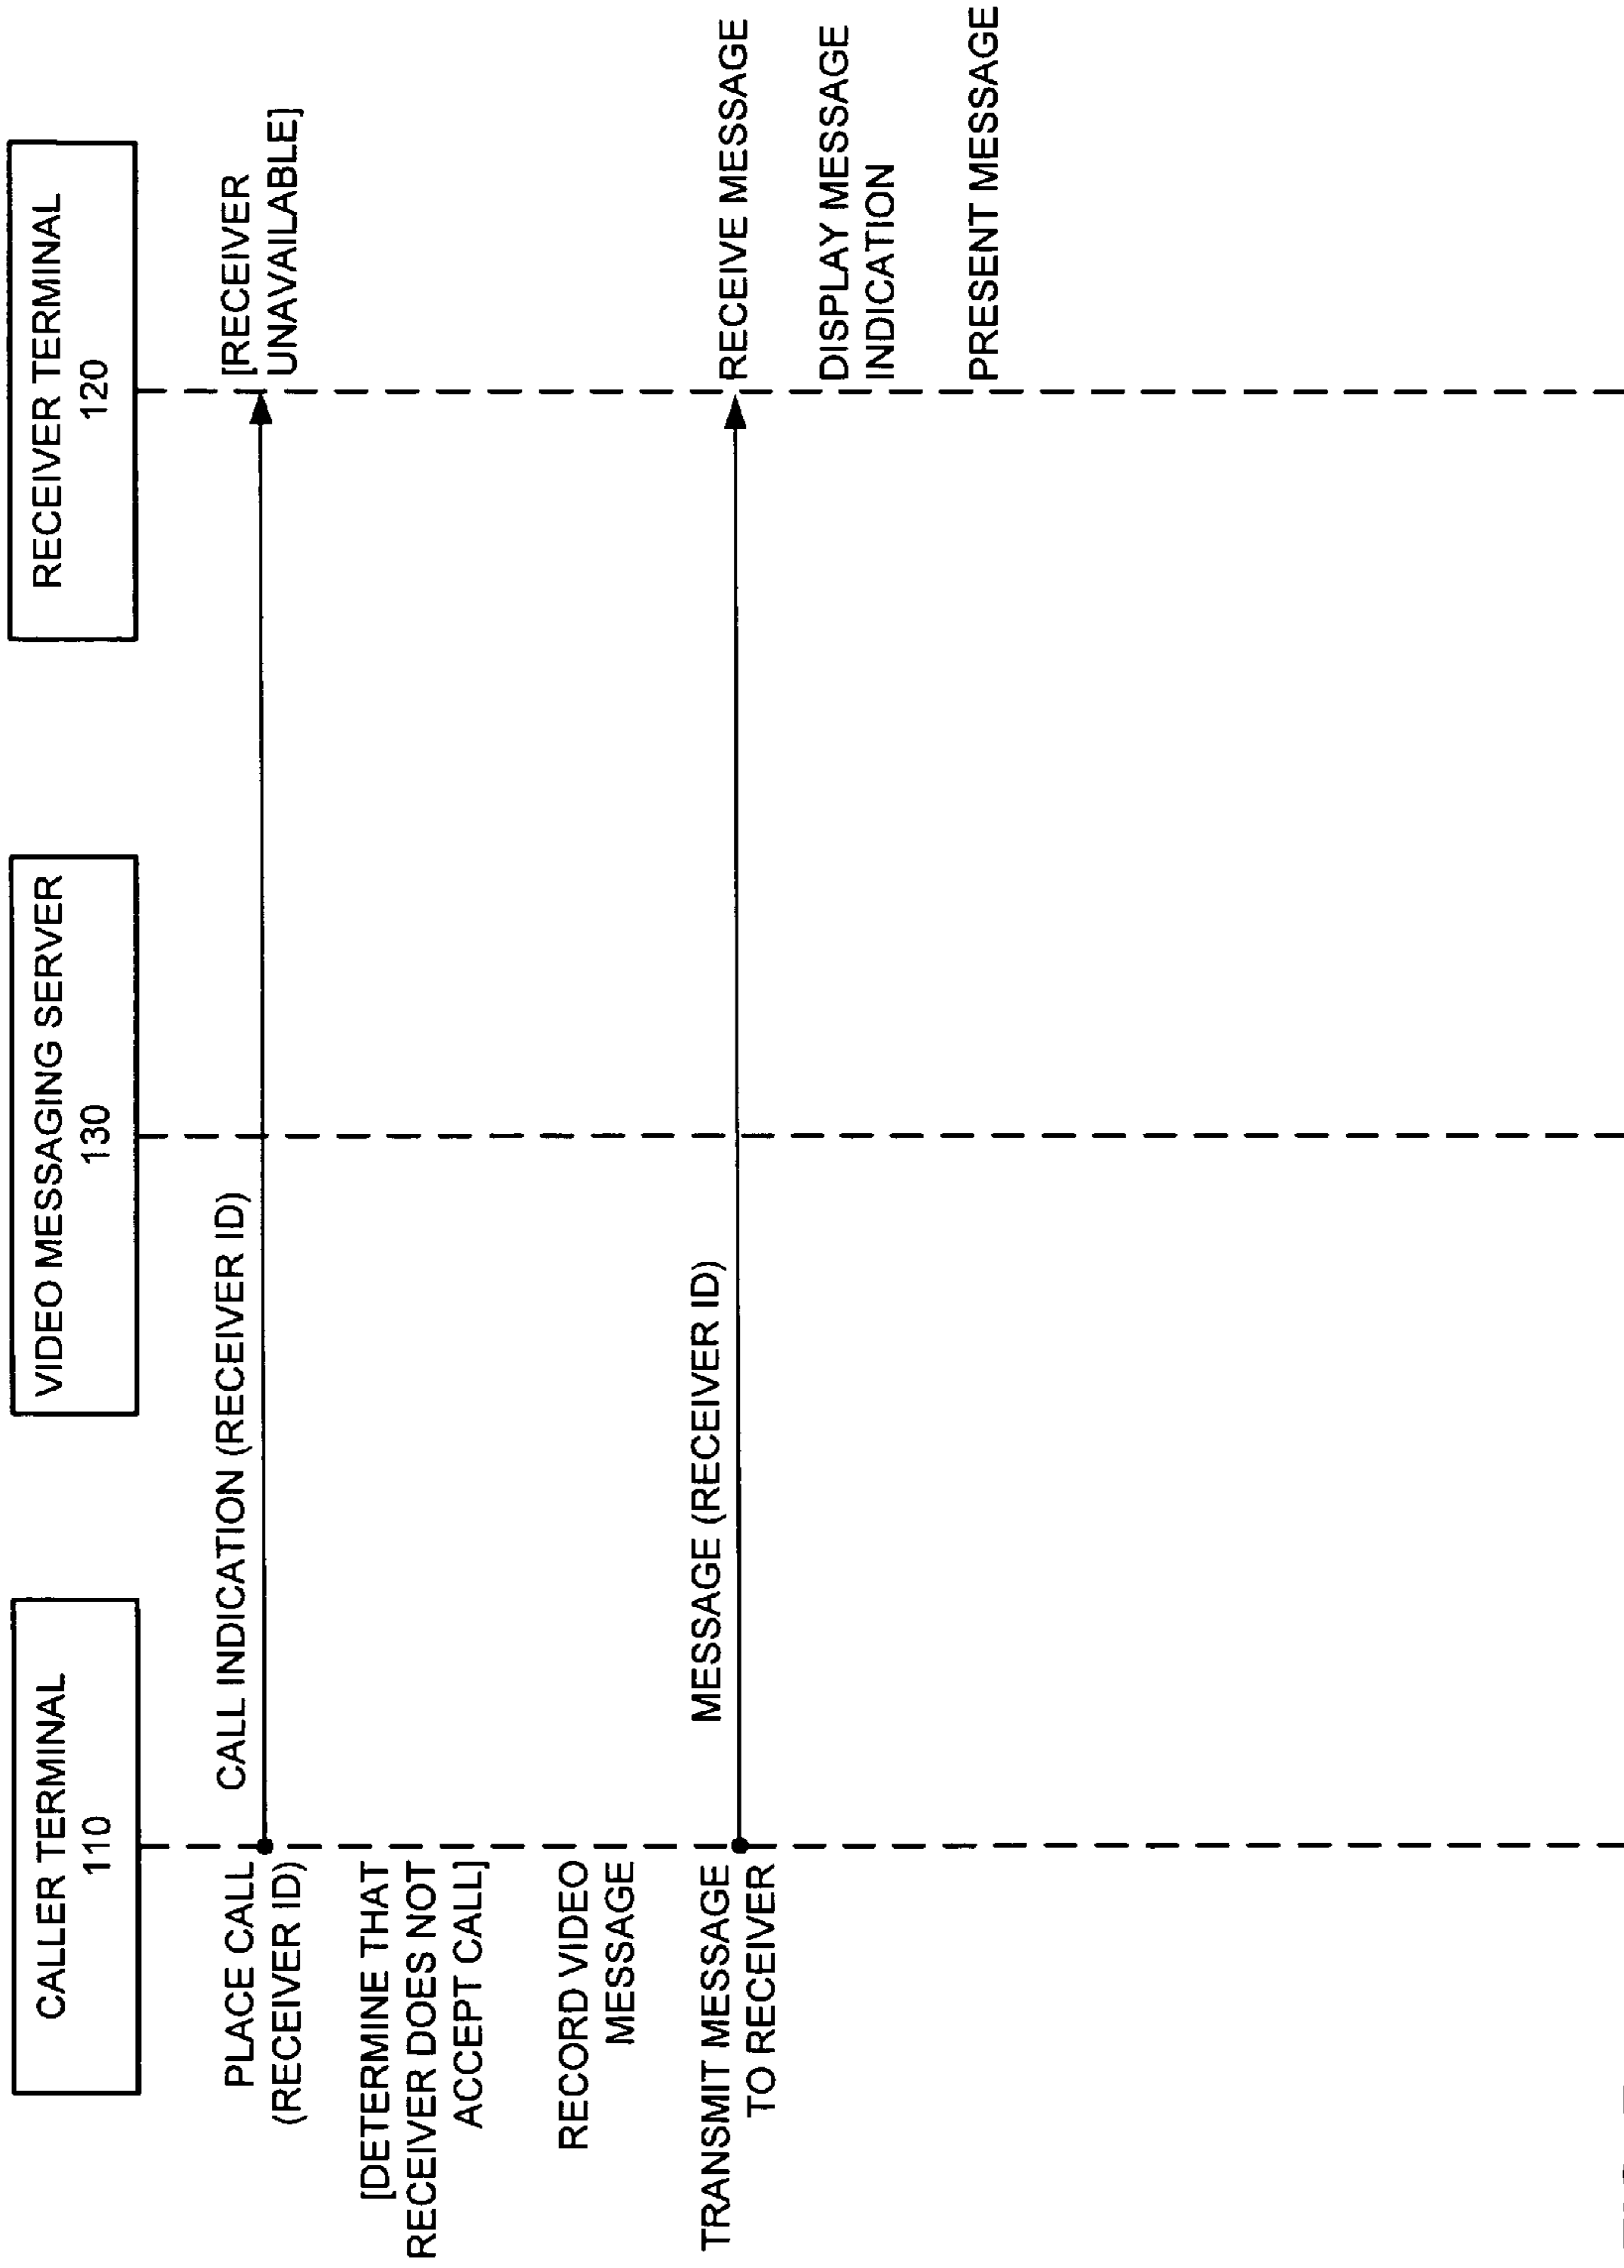 CALLER TERMINAL
110
VIDEO MESSAGING SERVER
130
RECEIVER TERMINAL
120
PLACE CALL
(RECEIVER ID)
CALL INDICATION (RECEIVER ID)
[RECEIVER
UNAVAILABLE]
[DETERMINE THAT
RECEIVER DOES NOT
ACCEPT CALL]
RECORD VIDEO
MESSAGE
TRANSMIT MESSAGE
TO RECEIVER
MESSAGE (RECEIVER ID)
RECEIVE MESSAGE
DISPLAY MESSAGE
INDICATION
PRESENT MESSAGE